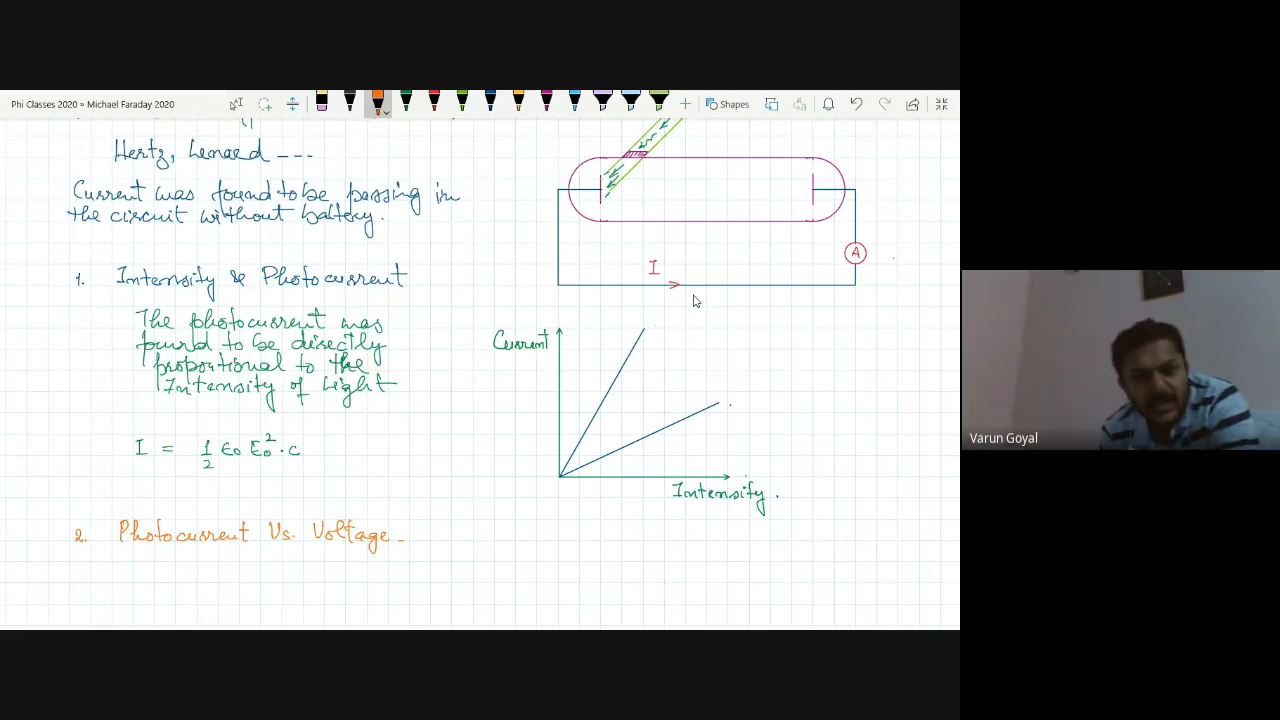 Phi Classes 2020 » Michael Faraday 2020
Shapes
Hertz, Lenard ---
Current was found to be passing in
the circuit without battery.
1. Intensity & Photocurrent
The photocurrent was
found to be directly
proportional to the
Intensity of Light
I = 1/2 ϵ0 E0² · c
2. Photocurrent Vs. Voltage -
A
I
Current
Intensity .
Varun Goyal